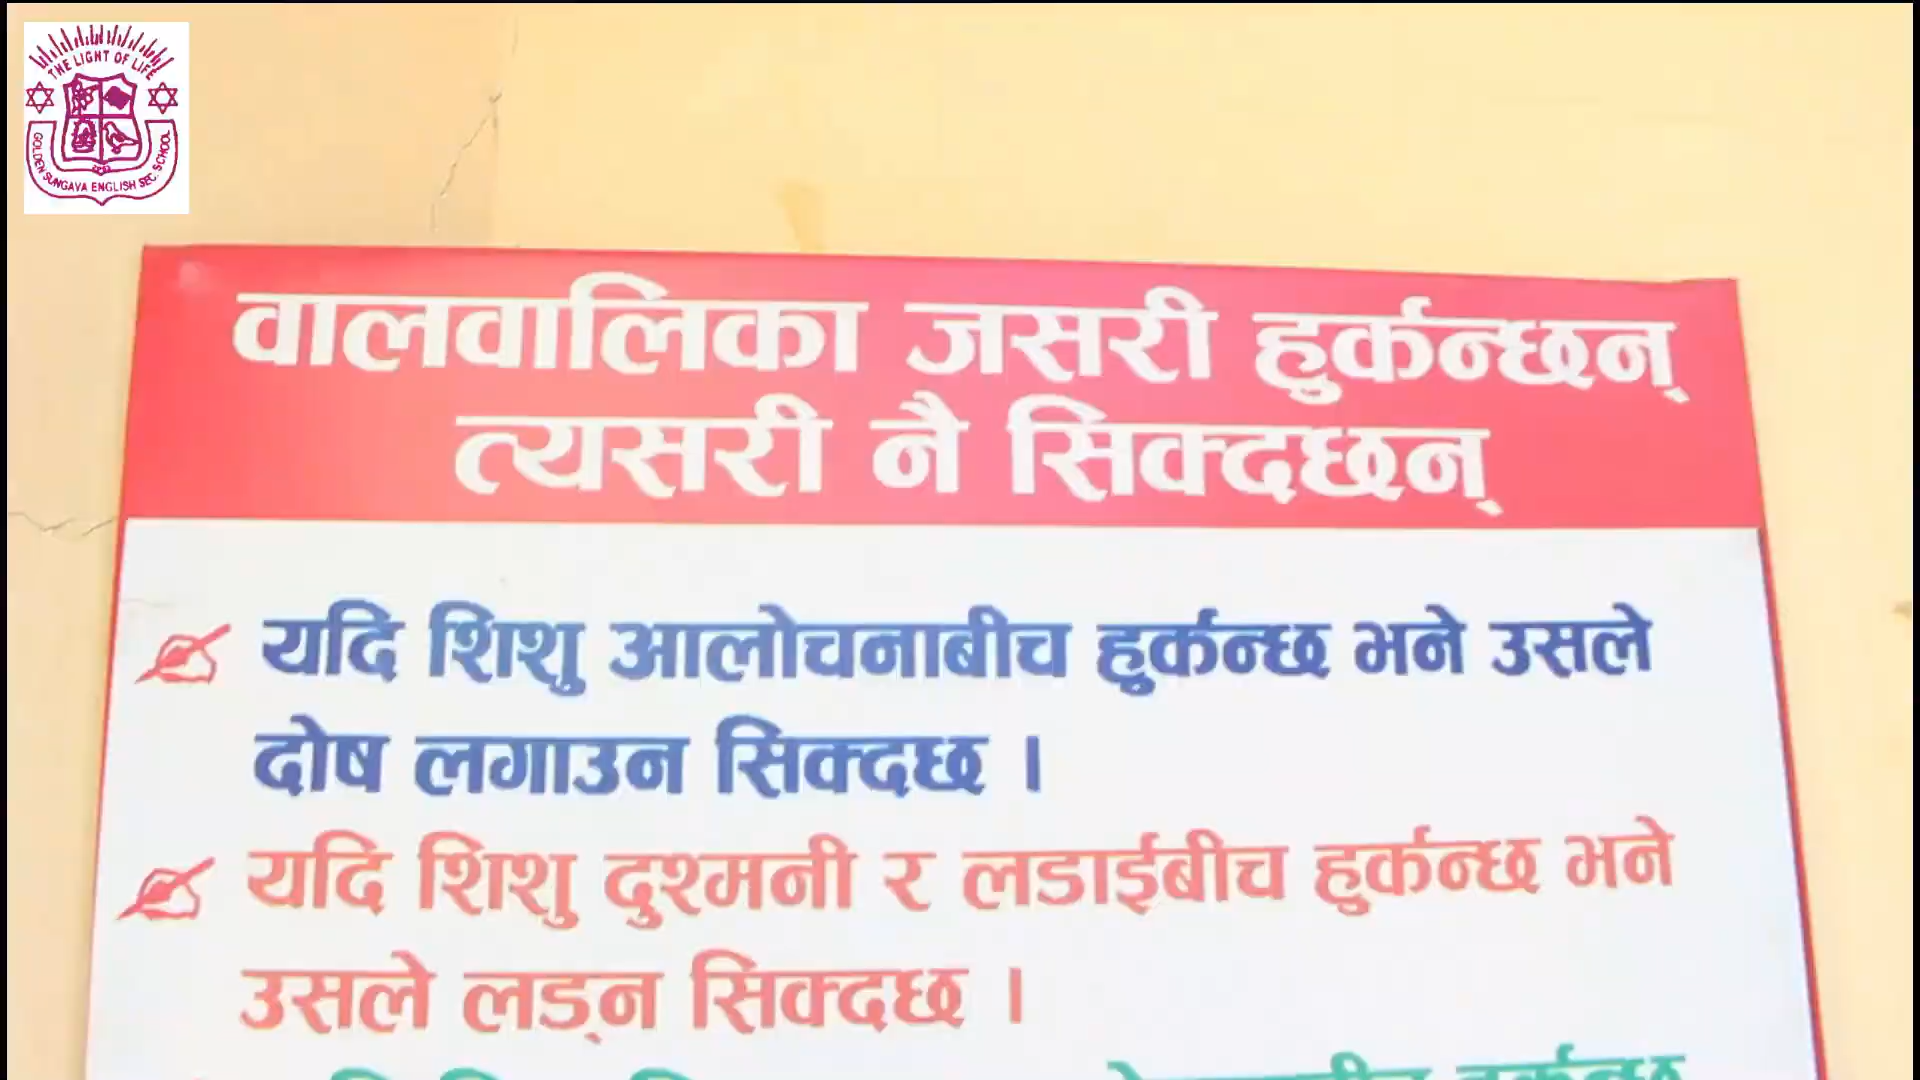 THE LIGHT OF LIFE
GOLDEN SUNGAVA ENGLISH SEC. SCHOOL
वालवालिका जसरी हुर्कन्छन्
त्यसरी नै सिक्दछन्
यदि शिशु आलोचनाबीच हुर्कन्छ भने उसले
दोष लगाउन सिक्दछ ।
यदि शिशु दुश्मनी र लडाईबीच हुर्कन्छ भने
उसले लड्न सिक्दछ ।